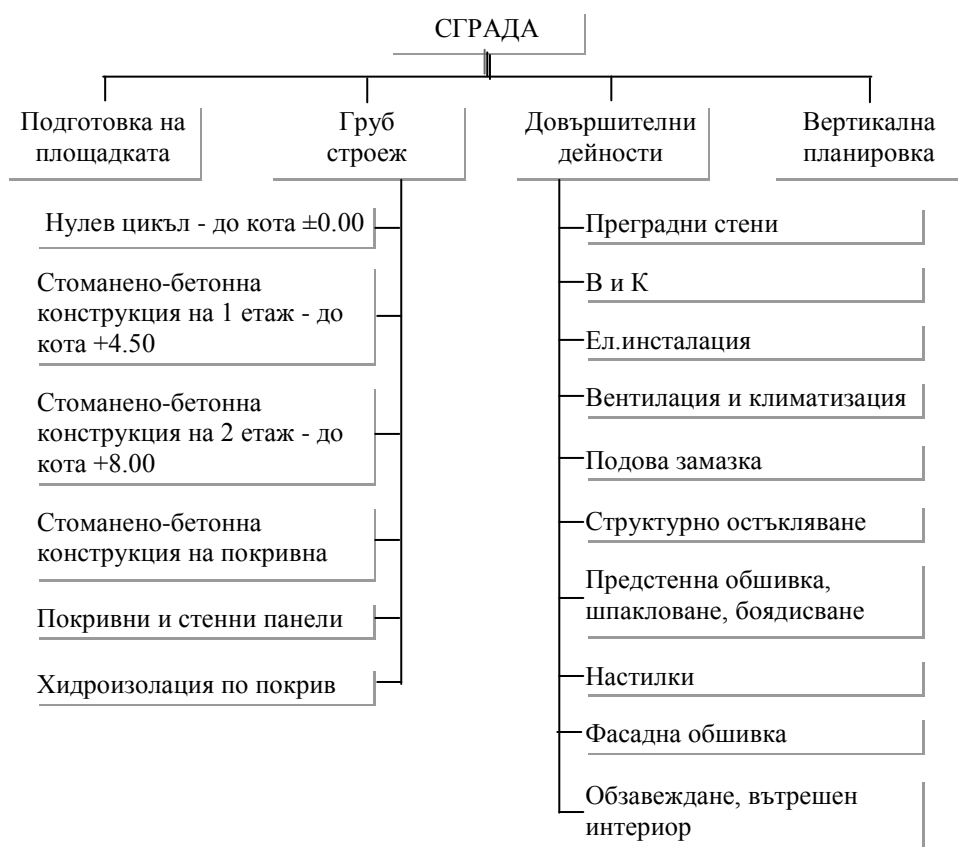 СГРАДА
Подготовка на
площадката
Груб
строеж
Довършителни
дейности
Вертикална
планировка
Нулев цикъл - до кота ±0.00
Стоманено-бетонна
конструкция на 1 етаж - до
кота +4.50
Стоманено-бетонна
конструкция на 2 етаж - до
кота +8.00
Стоманено-бетонна
конструкция на покривна
Покривни и стенни панели
Хидроизолация по покрив
Преградни стени
В и К
Ел.инсталация
Вентилация и климатизация
Подова замазка
Структурно остъкляване
Предстенна обшивка,
шпакловане, боядисване
Настилки
Фасадна обшивка
Обзавеждане, вътрешен
интериор